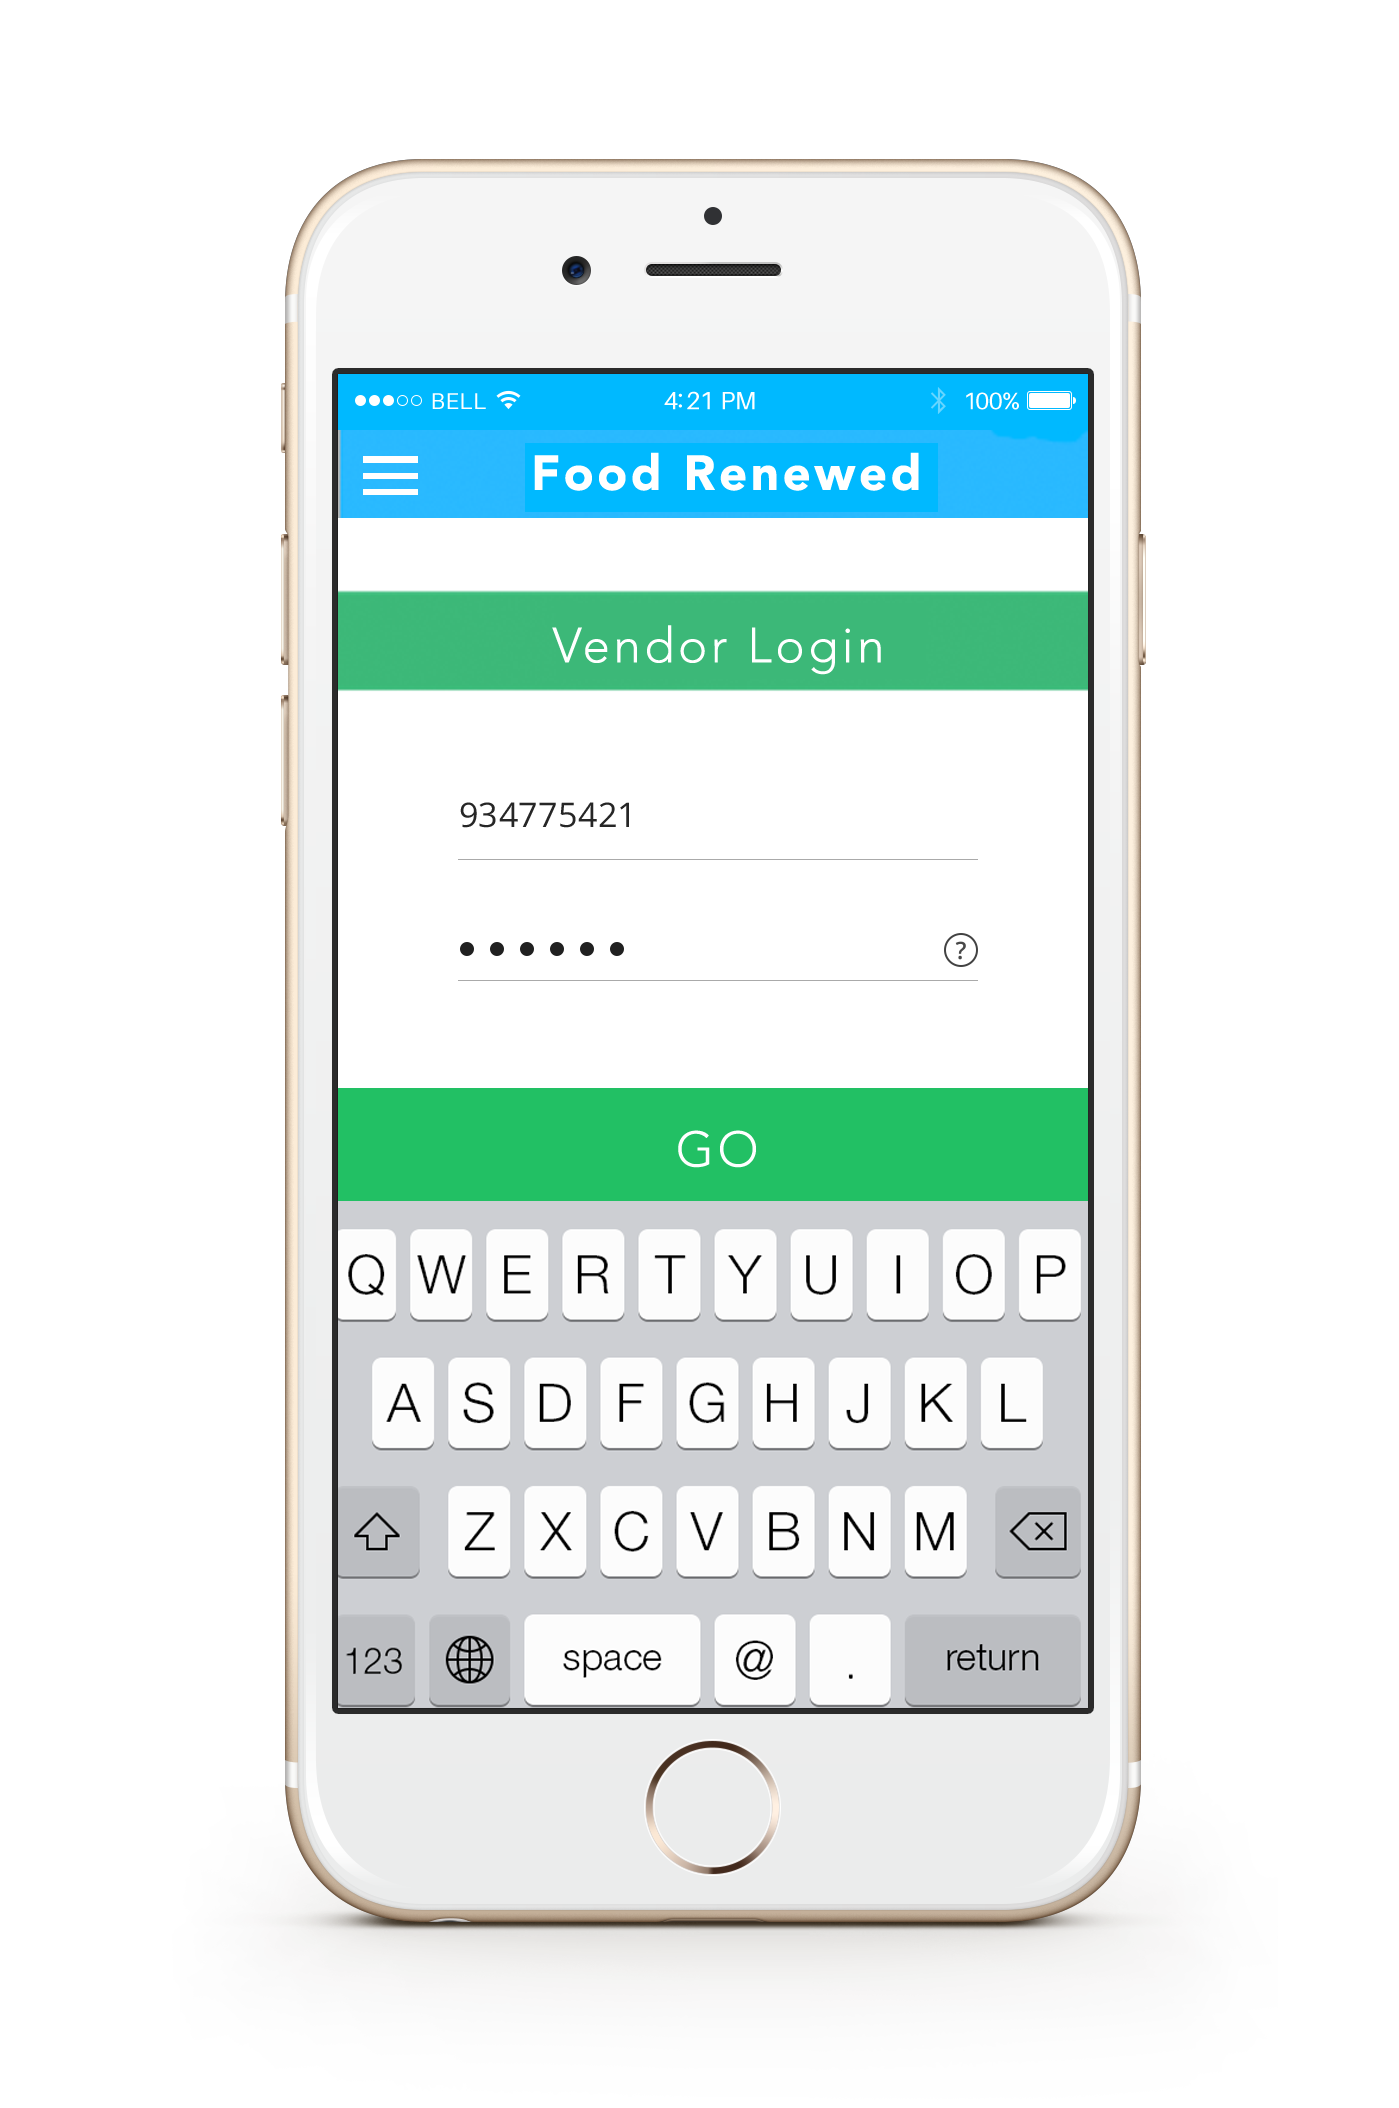 BELL 4:21 PM 100%
Food Renewed
Vendor Login
934775421
••••••
?
GO
Q W E R T Y U I O P
A S D F G H J K L
Z X C V B N M
123 space @ . return